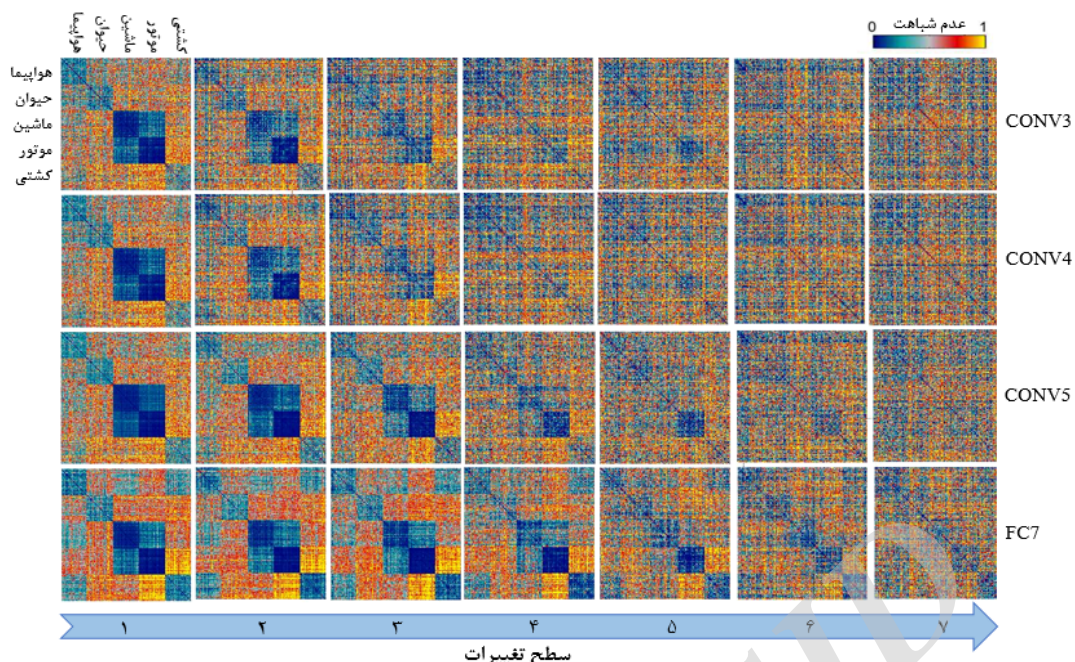 هواپیما حیوان ماشین موتور کشتی
عدم شباهت
0 1
هواپیما
حیوان
ماشین
موتور
کشتی
CONV3
CONV4
CONV5
FC7
۱ ۲ ۳ ۴ ۵ ۶ ۷
سطح تغییرات